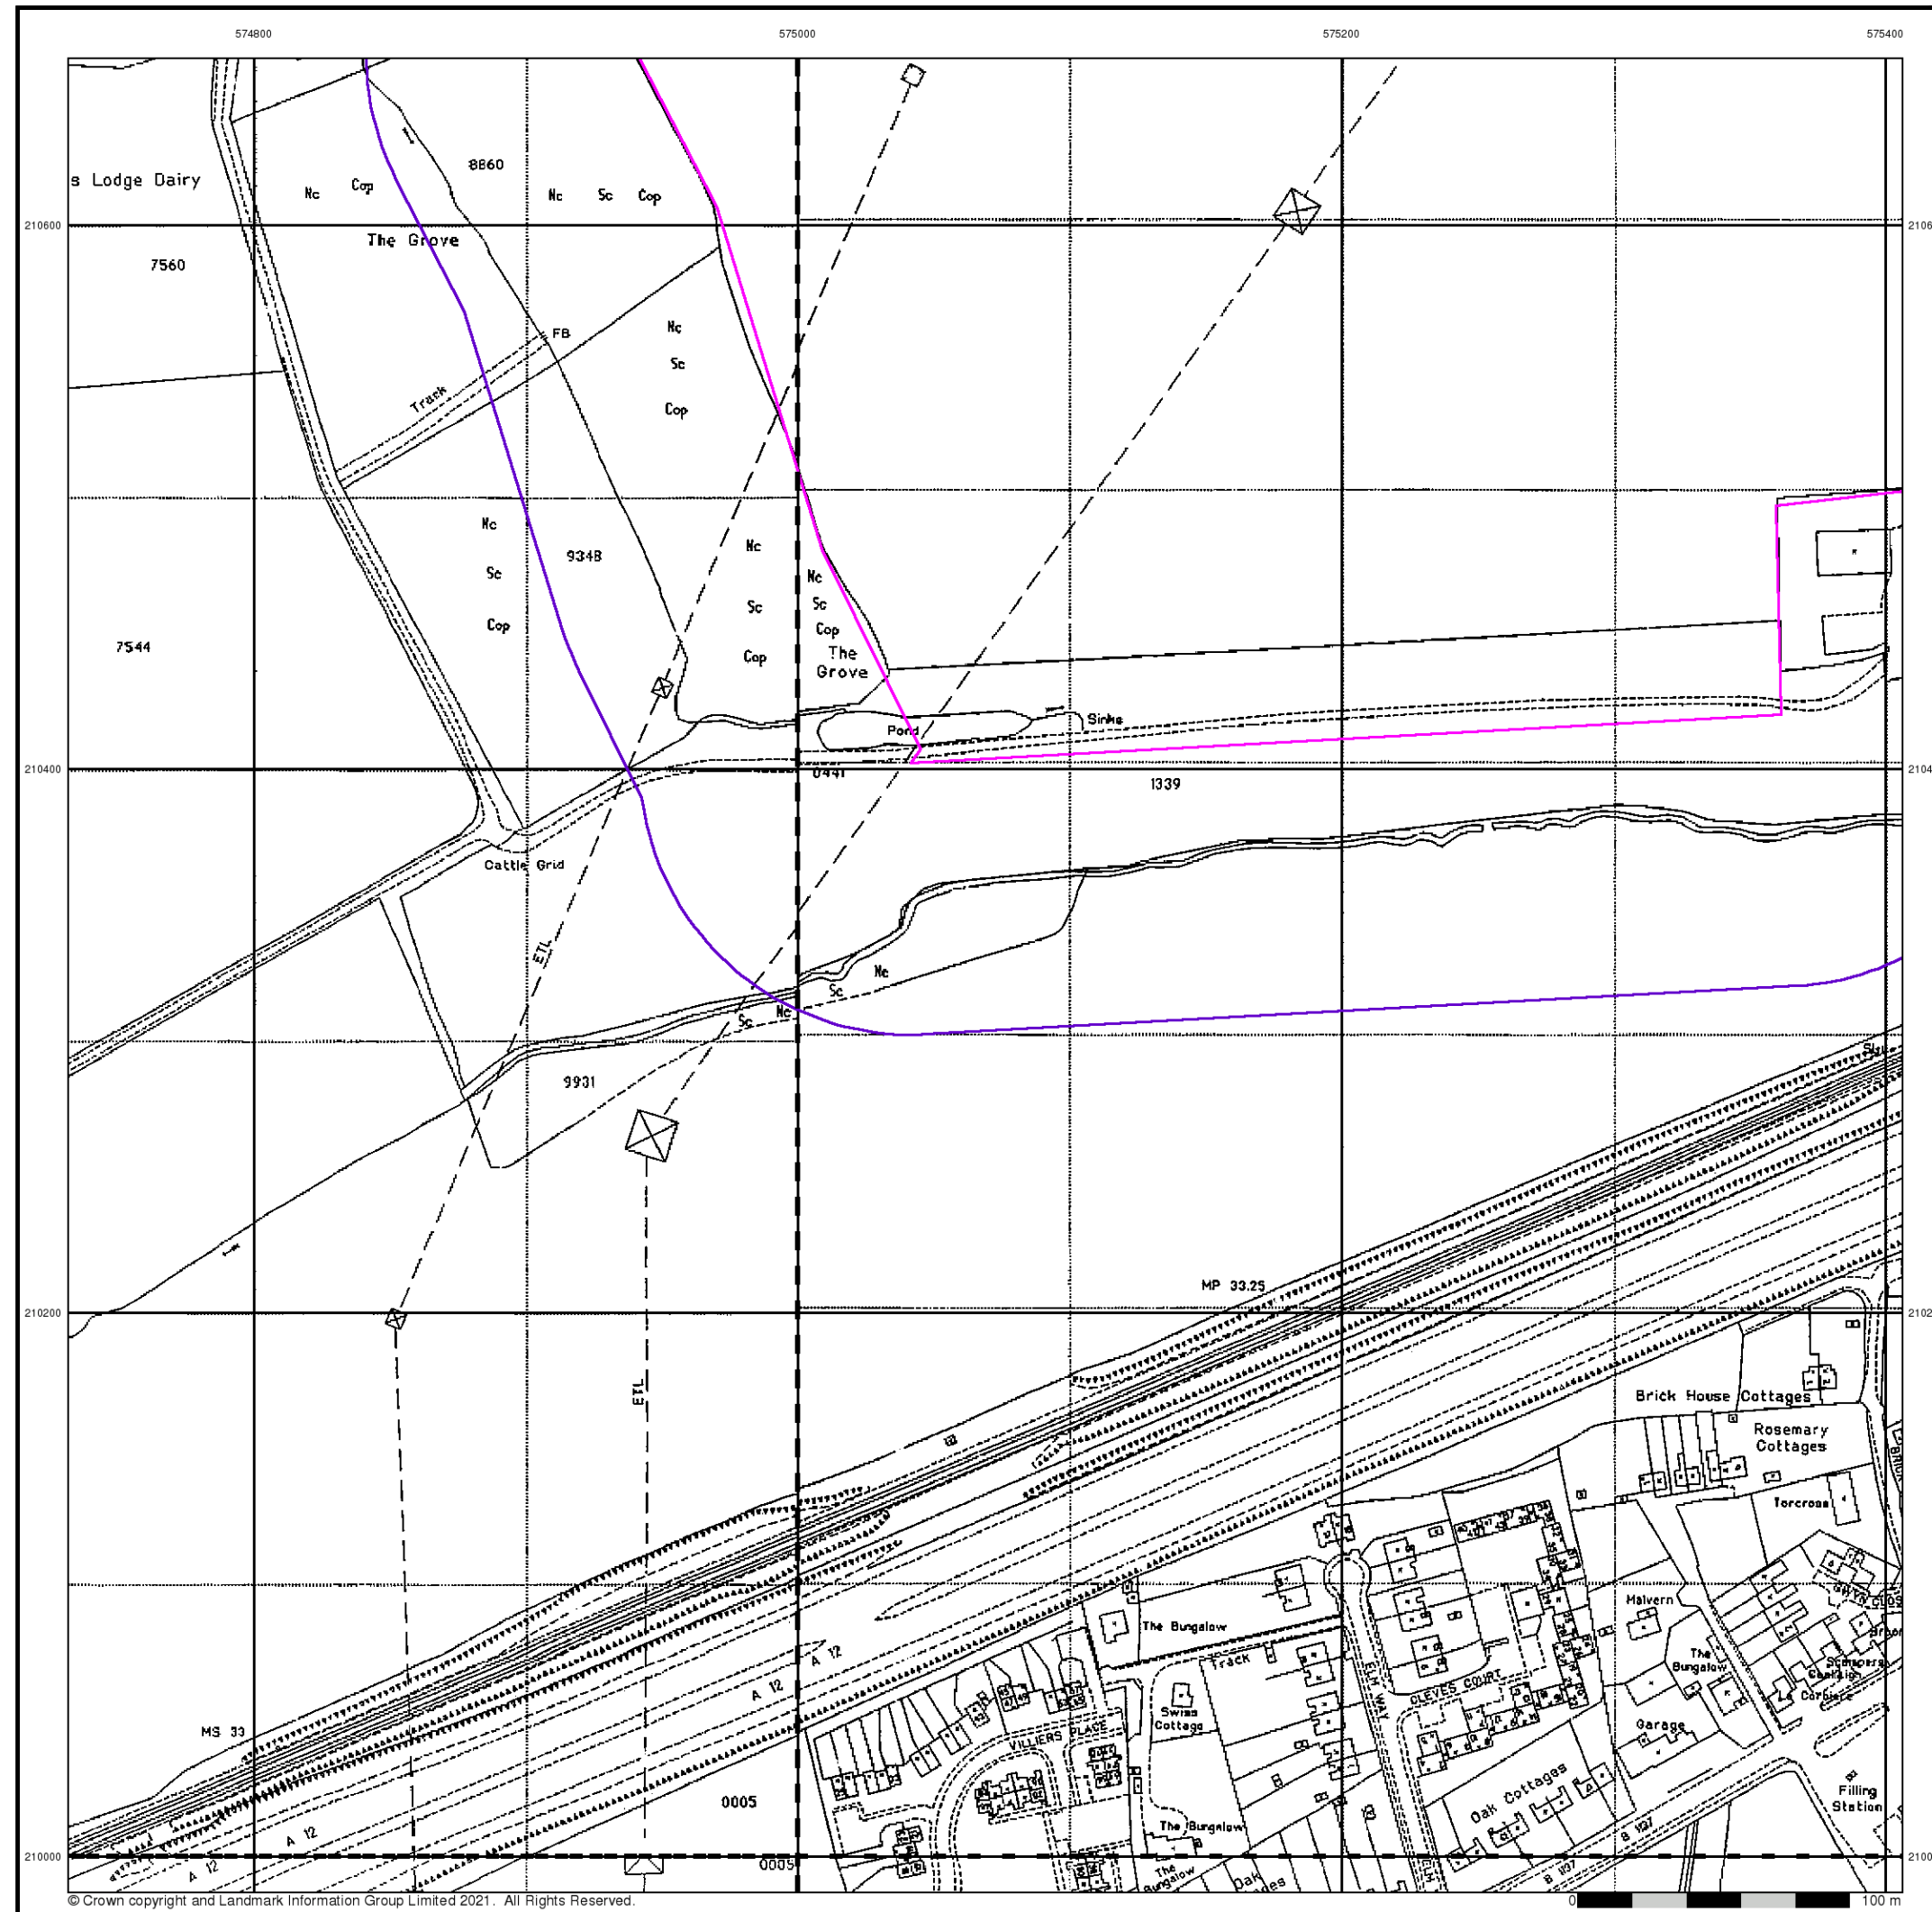 574800
575000
575200
575400
s Lodge Dairy
Nc
Cop
8860
Nc
Sc
Cop
210600
The Grove
7560
FB
Nc
Sc
Cop
Track
Nc
Sc
Cop
9348
Nc
Sc
Cop
Nc
Sc
Cop
The
Grove
7544
Pond
Sinks
210400
0441
1339
Cattle Grid
ETL
Nc
Sc
Nc
Sc
9931
MP 33.25
210200
ETL
Brick House Cottages
Rosemary
Cottages
Torcross
Malvern
The Bungalow
Track
ELM WAY
CLEVES COURT
The
Bungalow
Swiss
Cottage
VILLIERS PLACE
A 12
A 12
MS 33
Garage
Oak Cottages
Filling
Station
0005
A 12
A 12
The Bungalow
B 1137
B 1137
210000
0005
The
Bungalow
Oak
© Crown copyright and Landmark Information Group Limited 2021. All Rights Reserved.
0
100 m